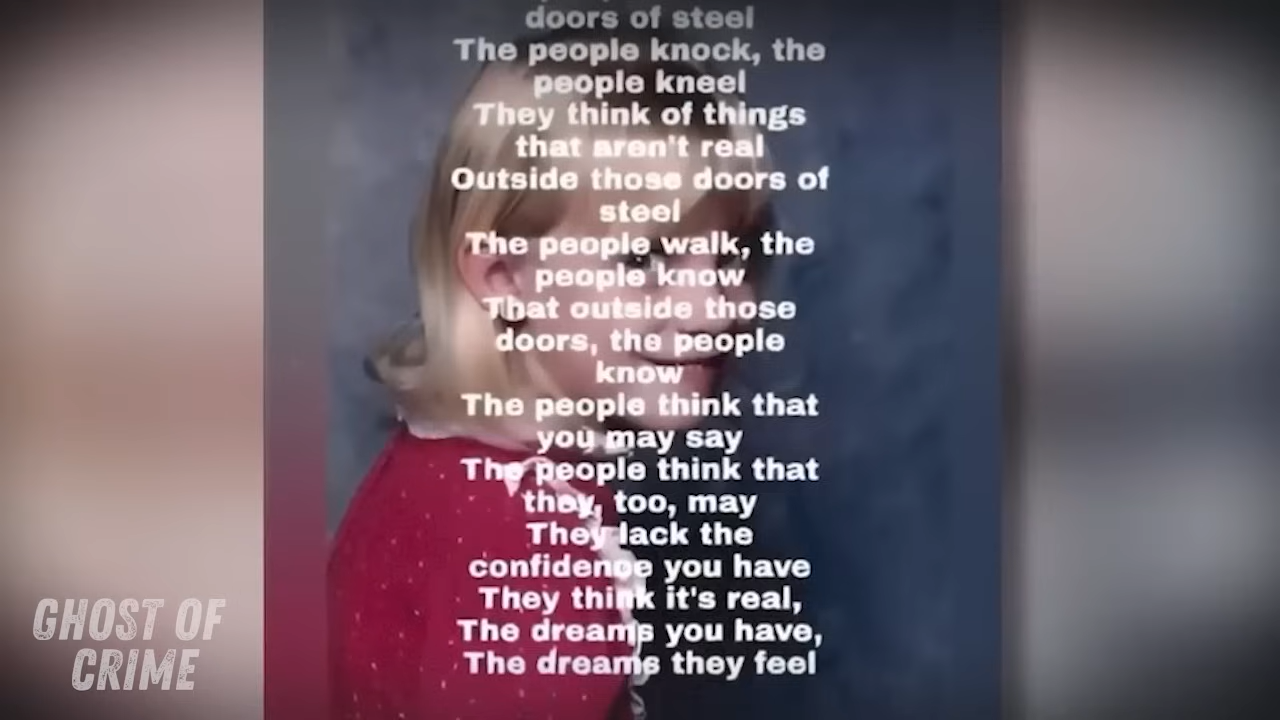 doors of steel
The people knock, the
people kneel
They think of things
that aren't real
Outside those doors of
steel
The people walk, the
people know
That outside those
doors, the people
know
The people think that
you may say
The people think that
they, too, may
They lack the
confidence you have
They think it's real,
The dreams you have,
The dreams they feel
GHOST OF
CRIME